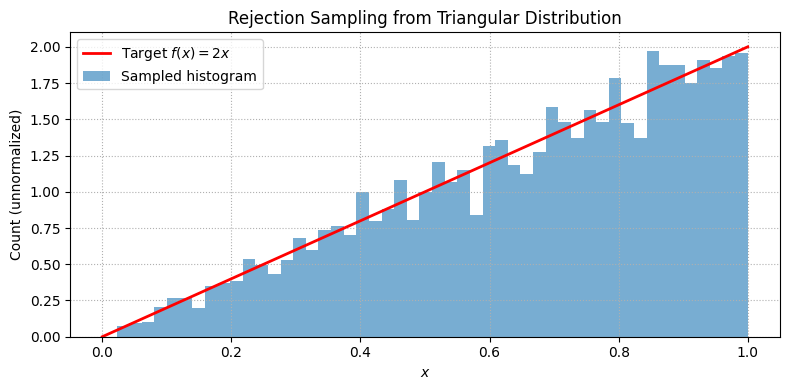 Rejection Sampling from Triangular Distribution
Target f(x) = 2x
Sampled histogram
Count (unnormalized)
2.00
1.75
1.50
1.25
1.00
0.75
0.50
0.25
0.00
0.0 0.2 0.4 0.6 0.8 1.0
x